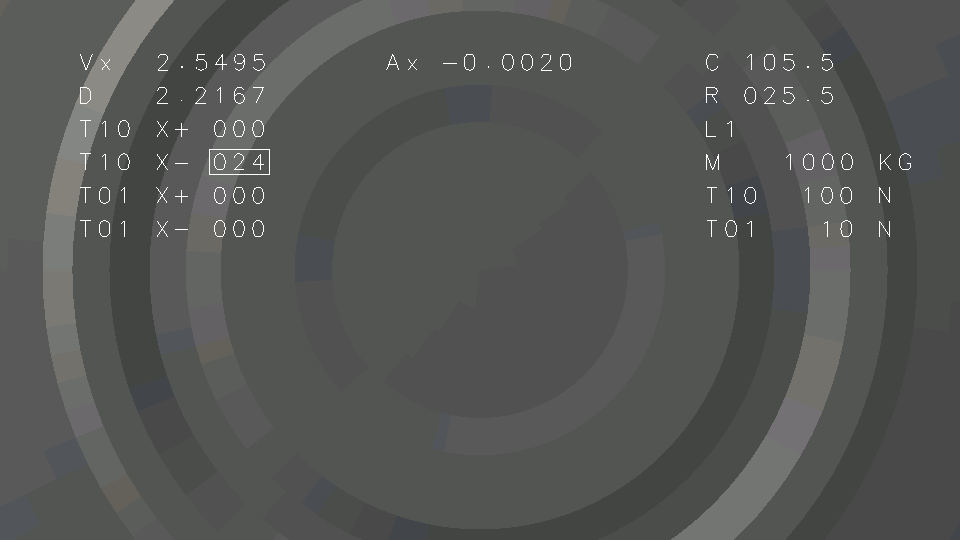 Vx 2.5495 Ax −0.0020 C 105.5
D 2.2167 R 025.5
T10 X+ 000 L1
T10 X− 024 M 1000 KG
T01 X+ 000 T10 100 N
T01 X− 000 T01 10 N